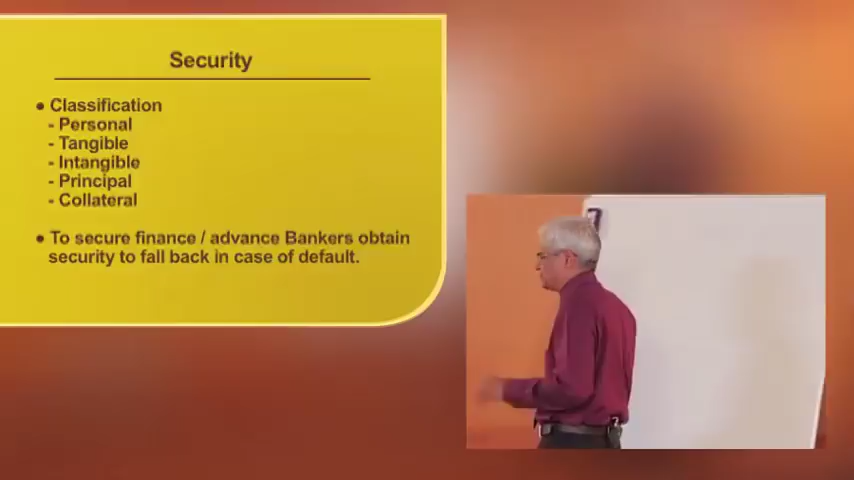 Security
● Classification
- Personal
- Tangible
- Intangible
- Principal
- Collateral
● To secure finance / advance Bankers obtain
security to fall back in case of default.